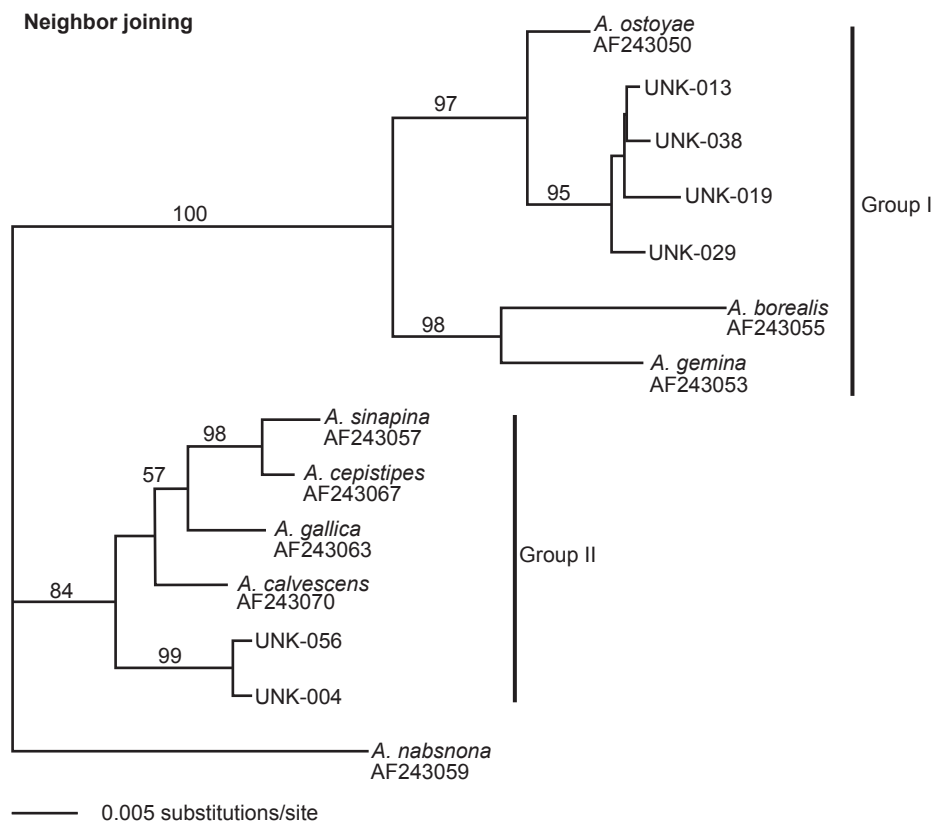 Neighbor joining
A. ostoyae
AF243050
UNK-013
97
UNK-038
95
UNK-019
Group I
100
UNK-029
A. borealis
AF243055
98
A. gemina
AF243053
A. sinapina
AF243057
98
A. cepistipes
AF243067
57
A. gallica
AF243063
Group II
A. calvescens
AF243070
84
UNK-056
99
UNK-004
A. nabsnona
AF243059
0.005 substitutions/site